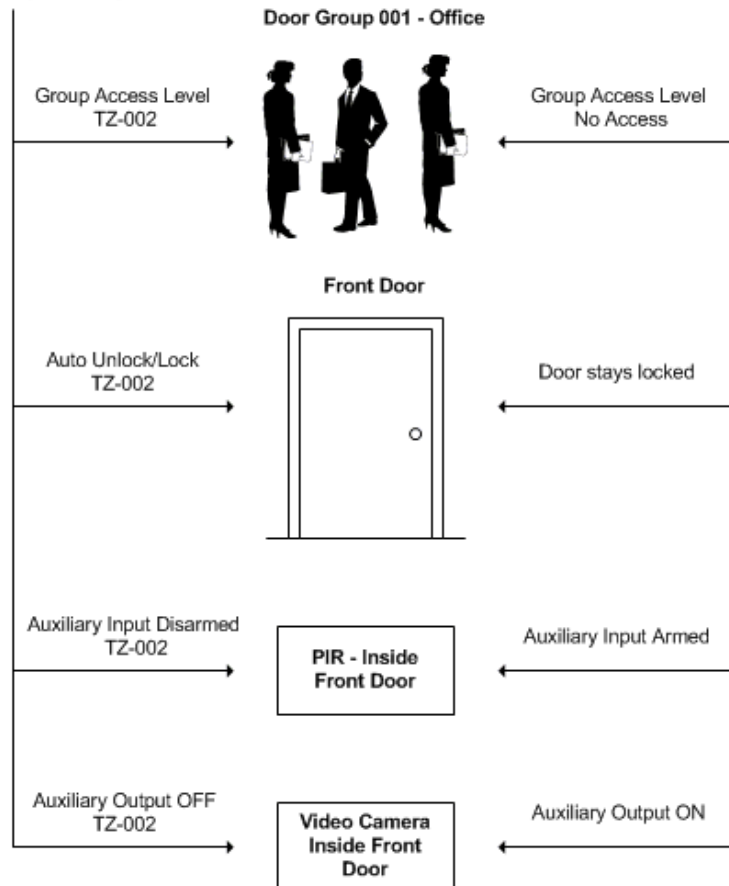 Door Group 001 - Office
Group Access Level
TZ-002
Group Access Level
No Access
Front Door
Auto Unlock/Lock
TZ-002
Door stays locked
Auxiliary Input Disarmed
TZ-002
PIR - Inside
Front Door
Auxiliary Input Armed
Auxiliary Output OFF
TZ-002
Video Camera
Inside Front
Door
Auxiliary Output ON